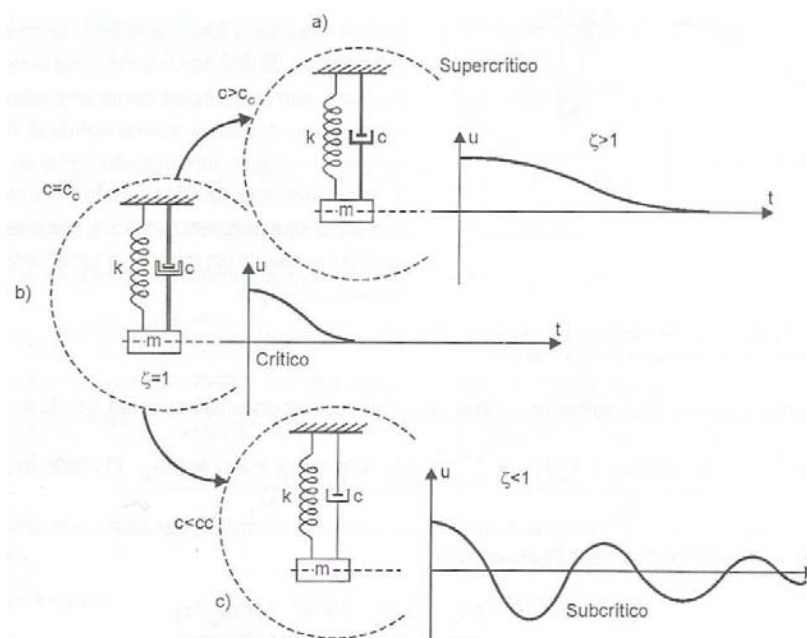 a)
Supercrítico
c>c_c
k
c
m
u
ζ>1
t
c=c_c
b)
k
c
m
ζ=1
u
t
Crítico
c<cc
k
c
m
c)
u
ζ<1
Subcrítico